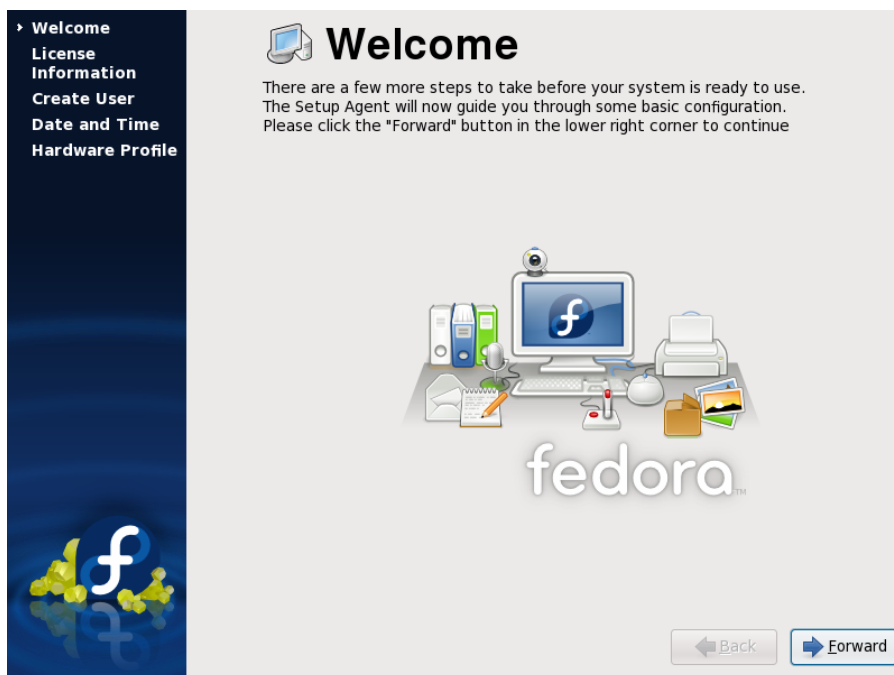 Welcome
License
Information
Create User
Date and Time
Hardware Profile
Welcome
There are a few more steps to take before your system is ready to use.
The Setup Agent will now guide you through some basic configuration.
Please click the "Forward" button in the lower right corner to continue
fedora™
Back
Forward